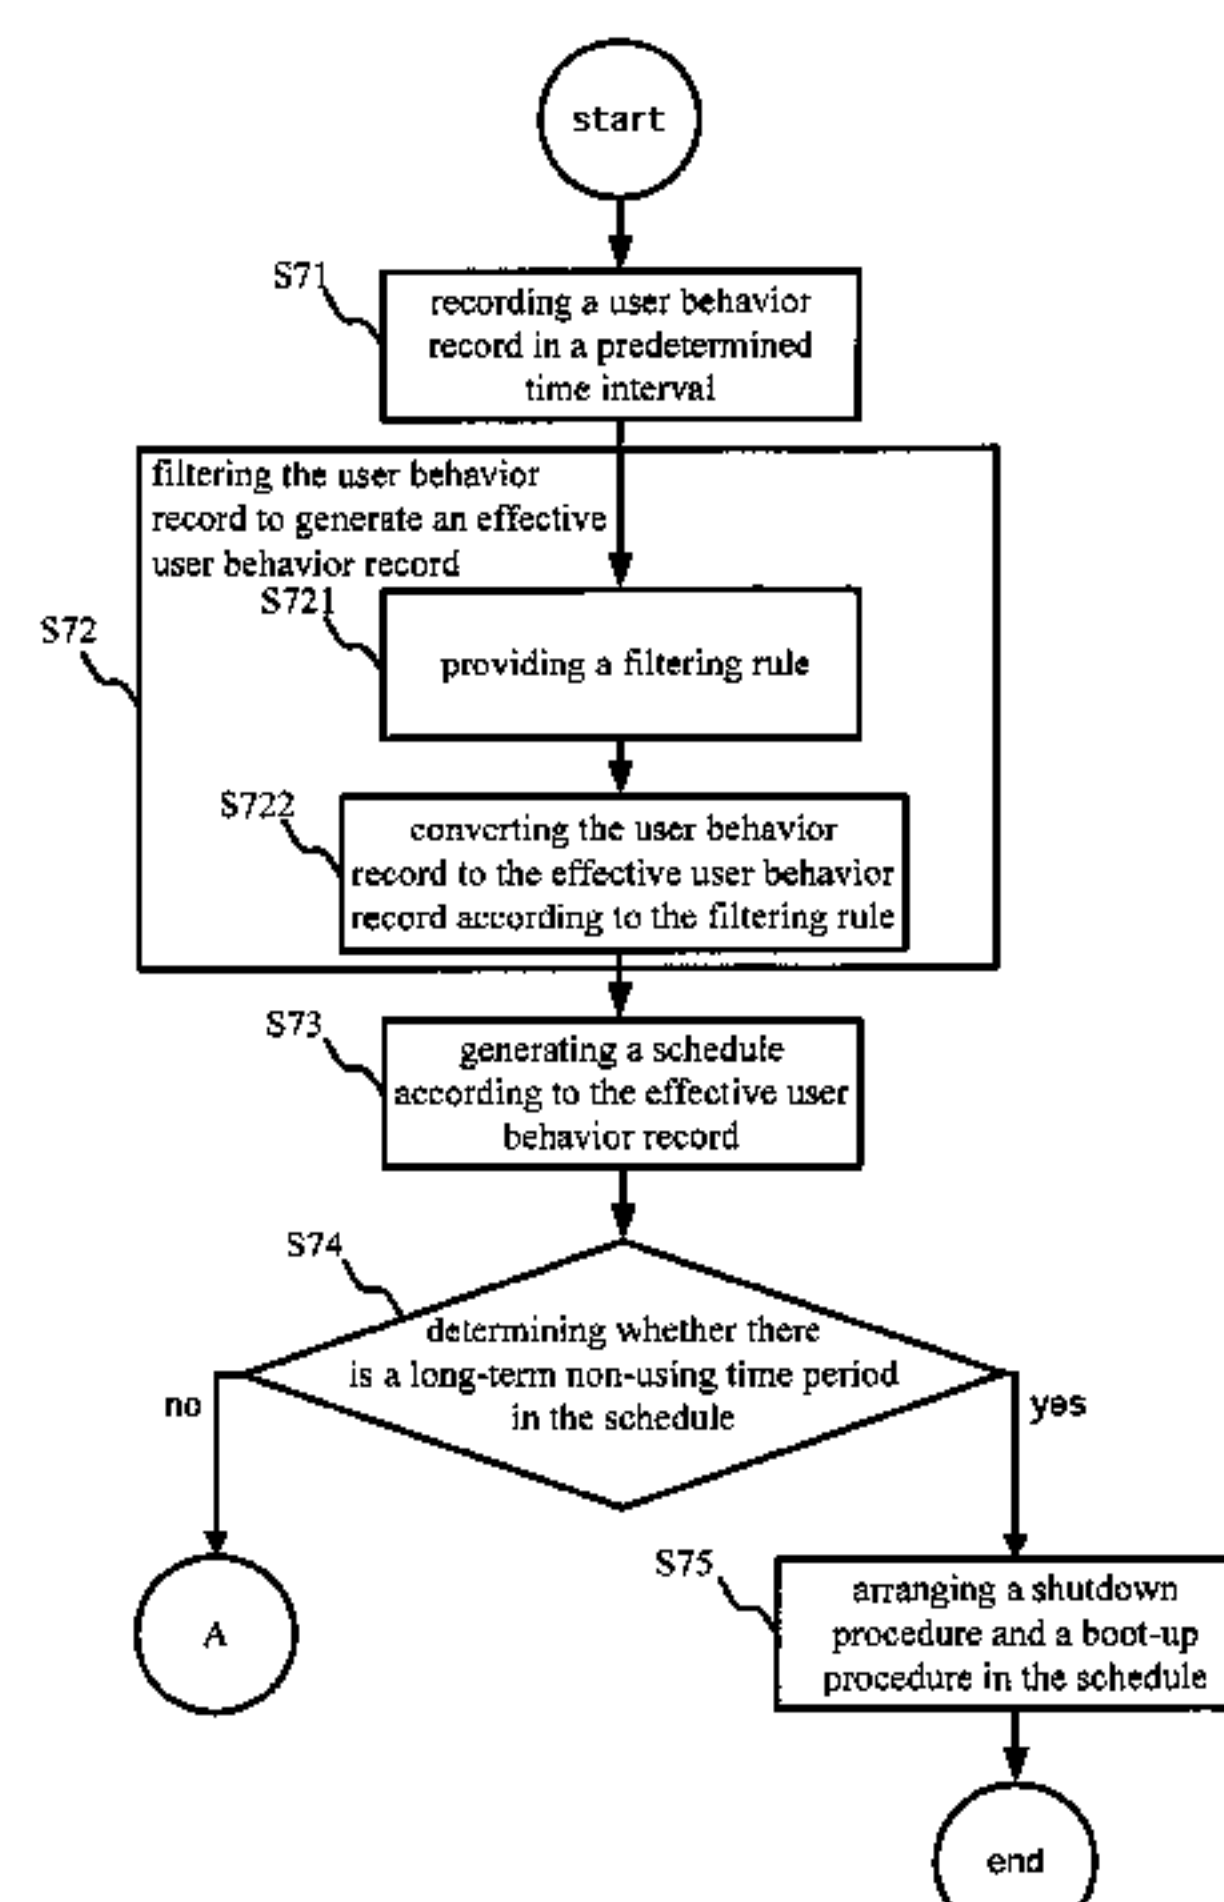 start
S71
recording a user behavior
record in a predetermined
time interval
filtering the user behavior
record to generate an effective
user behavior record
S721
S72
providing a filtering rule
S722
converting the user behavior
record to the effective user behavior
record according to the filtering rule
S73
generating a schedule
according to the effective user
behavior record
S74
determining whether there
is a long-term non-using time period
in the schedule
no
yes
S75
arranging a shutdown
procedure and a boot-up
procedure in the schedule
A
end